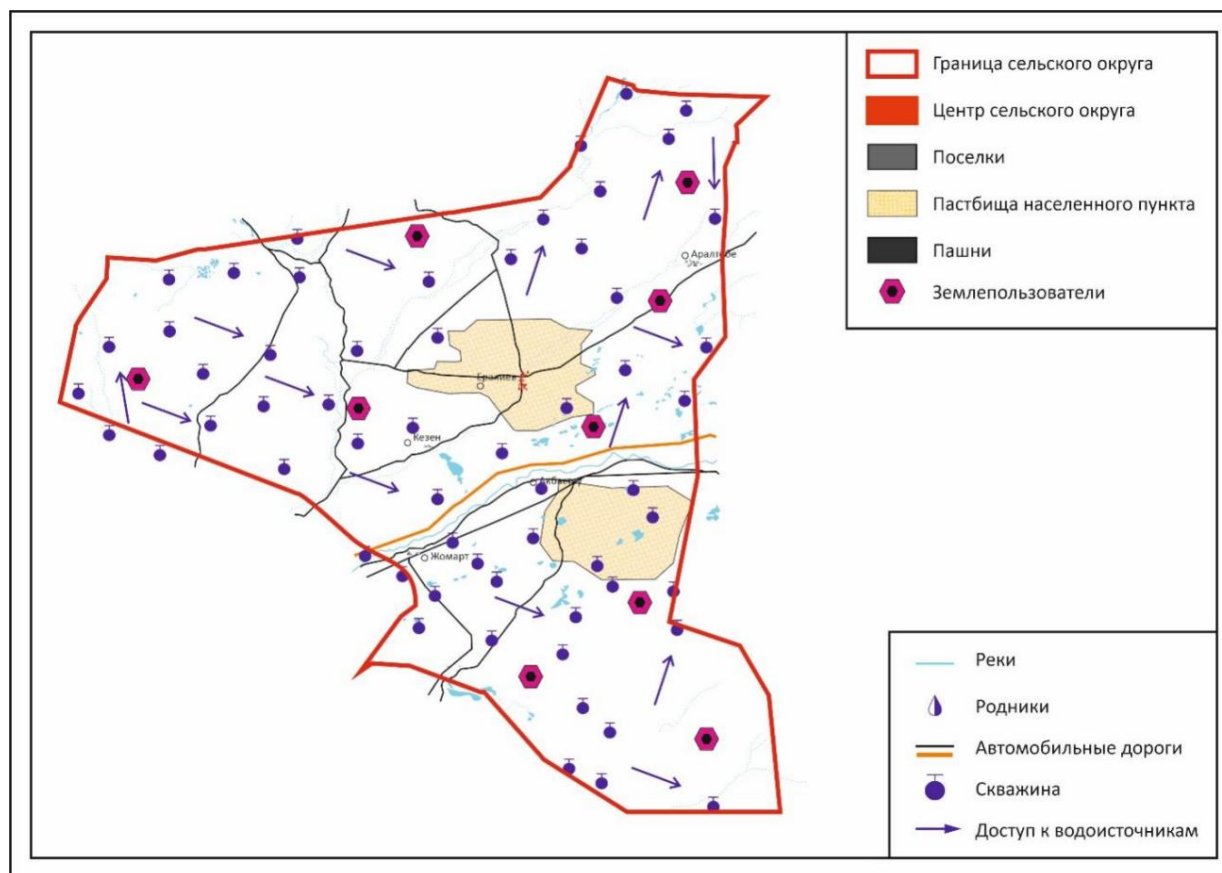 Граница сельского округа
Центр сельского округа
Поселки
Пастбища населенного пункта
Пашни
Землепользователи
Аралтобе
Ералиев
Кезен
Жомарт
Реки
Родники
Автомобильные дороги
Скважина
Доступ к водоисточникам